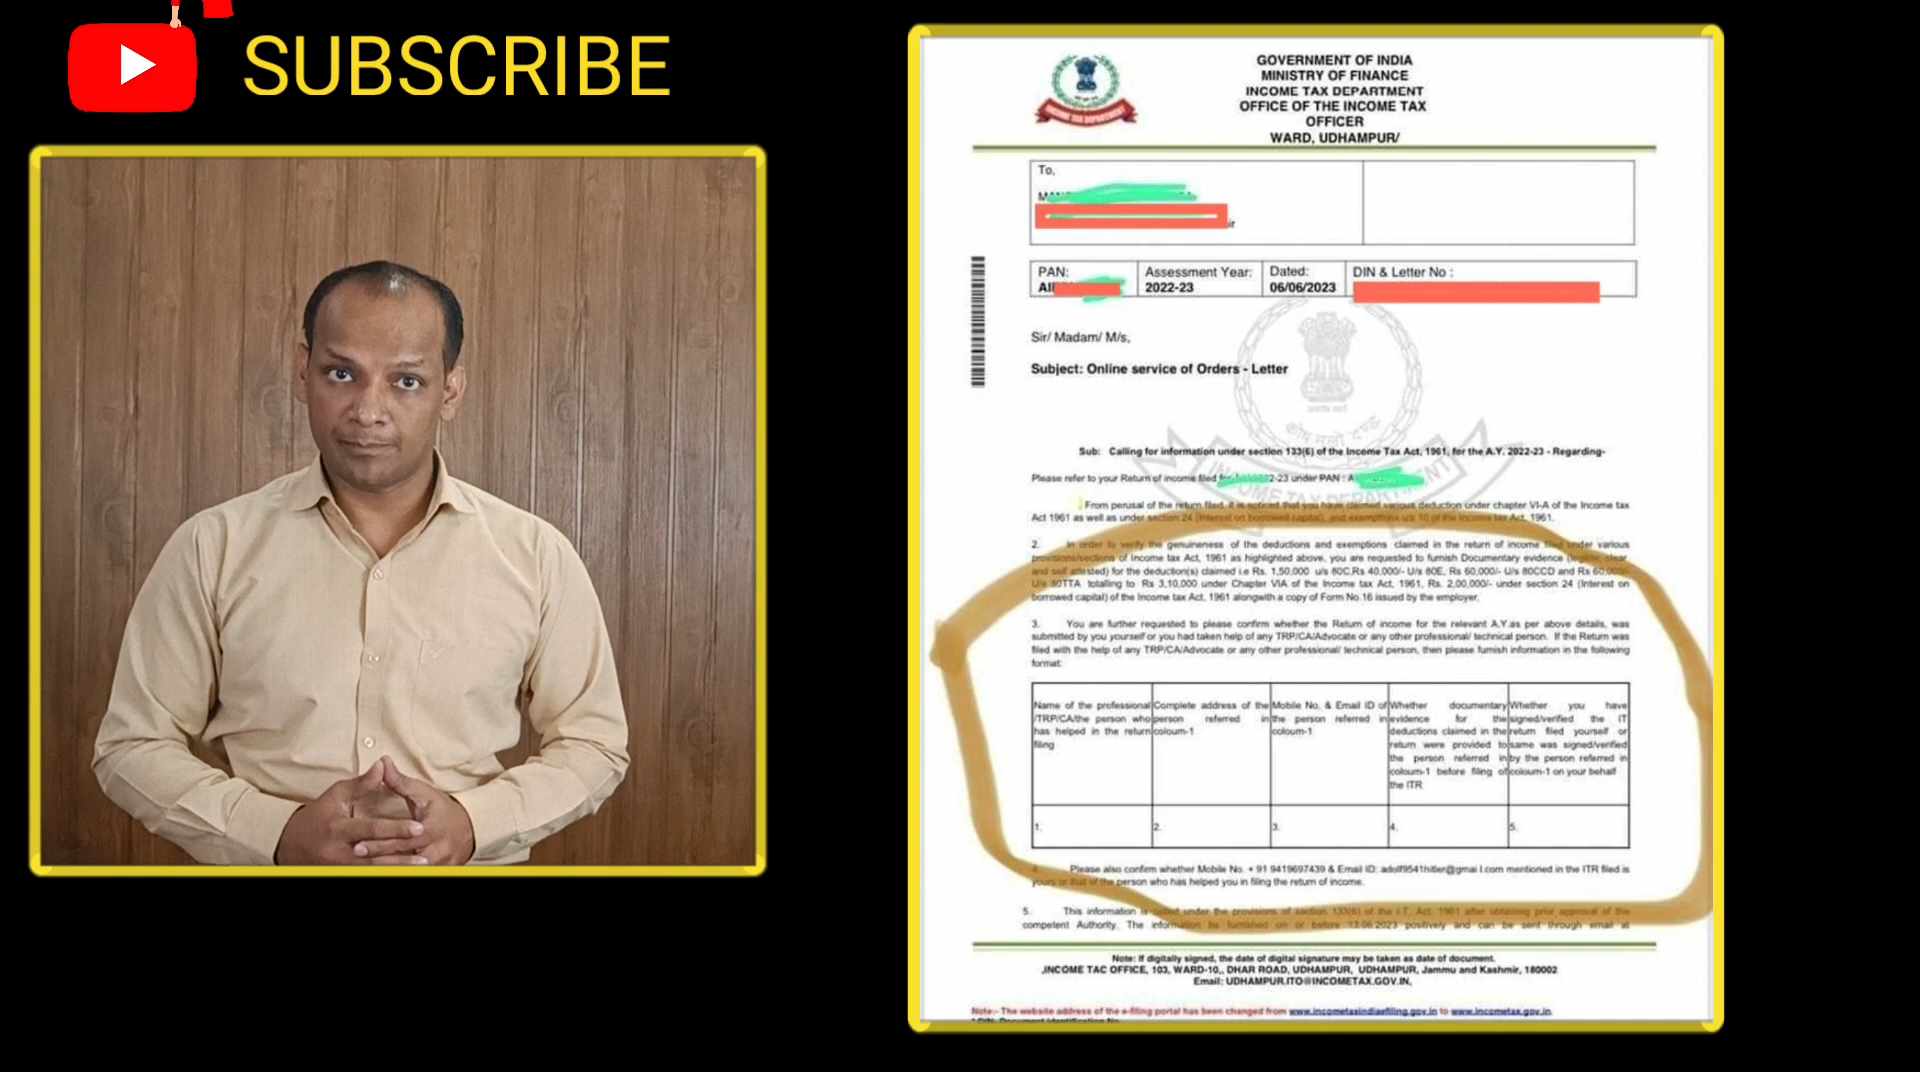 SUBSCRIBE
GOVERNMENT OF INDIA
MINISTRY OF FINANCE
INCOME TAX DEPARTMENT
OFFICE OF THE INCOME TAX
OFFICER
WARD, UDHAMPUR/
INCOME TAX DEPARTMENT
To,
PAN:
Assessment Year:
2022-23
Dated:
06/06/2023
DIN & Letter No :
Sir/ Madam/ M/s,
Subject: Online service of Orders - Letter
Sub: Calling for information under section 133(6) of the Income Tax Act, 1961, for the A.Y. 2022-23 - Regarding-
Please refer to your Return of income filed 2-23 under PAN : A
From perusal of the return filed, it is noticed that you have claimed various deduction under chapter VI-A of the Income tax
Act 1961 as well as under section 24 (Interest on borrowed capital), and exemptions u/s 10 of the Income tax Act, 1961.
2. In order to verify the genuineness of the deductions and exemptions claimed in the return of income filed under various
provisions/sections of Income tax Act, 1961 as highlighted above, you are requested to furnish Documentary evidence (legible, clear
and self attested) for the deduction(s) claimed i.e Rs. 1,50,000 u/s 80C,Rs 40,000/- U/s 80E, Rs 60,000/- U/s 80CCD and Rs 60,000/-
U/s 80TTA totalling to Rs 3,10,000 under Chapter VIA of the Income tax Act, 1961, Rs. 2,00,000/- under section 24 (Interest on
borrowed capital) of the Income tax Act, 1961 alongwith a copy of Form No.16 issued by the employer.
3. You are further requested to please confirm whether the Return of income for the relevant A.Y.as per above details, was
submitted by you yourself or you had taken help of any TRP/CA/Advocate or any other professional/ technical person. If the Return was
filed with the help of any TRP/CA/Advocate or any other professional/ technical person, then please furnish information in the following
format:
Name of the professional
/TRP/CA/the person who
has helped in the return
filing
Complete address of the
person referred in
coloum-1
Mobile No. & Email ID of
the person referred in
coloum-1
Whether documentary
evidence for the
deductions claimed in the
return were provided to
the person referred in
coloum-1 before filing of
the ITR
Whether you have
signed/verified the IT
return filed yourself or
same was signed/verified
by the person referred in
coloum-1 on your behalf
1.
2.
3.
4.
5.
4. Please also confirm whether Mobile No. + 91 9419697439 & Email ID: adolf9541hitler@gmai l.com mentioned in the ITR filed is
yours or that of the person who has helped you in filing the return of income.
5. This information is called under the provisions of section 133(6) of the I.T. Act. 1961 after obtaining prior approval of the
competent Authority. The information be furnished on or before 13.06.2023 positively and can be sent through email at
Note: If digitally signed, the date of digital signature may be taken as date of document.
,INCOME TAC OFFICE, 103, WARD-10,, DHAR ROAD, UDHAMPUR, UDHAMPUR, Jammu and Kashmir, 180002
Email: UDHAMPUR.ITO@INCOMETAX.GOV.IN,
Note:- The website address of the e-filing portal has been changed from www.incometaxindiaefiling.gov.in to www.incometax.gov.in.